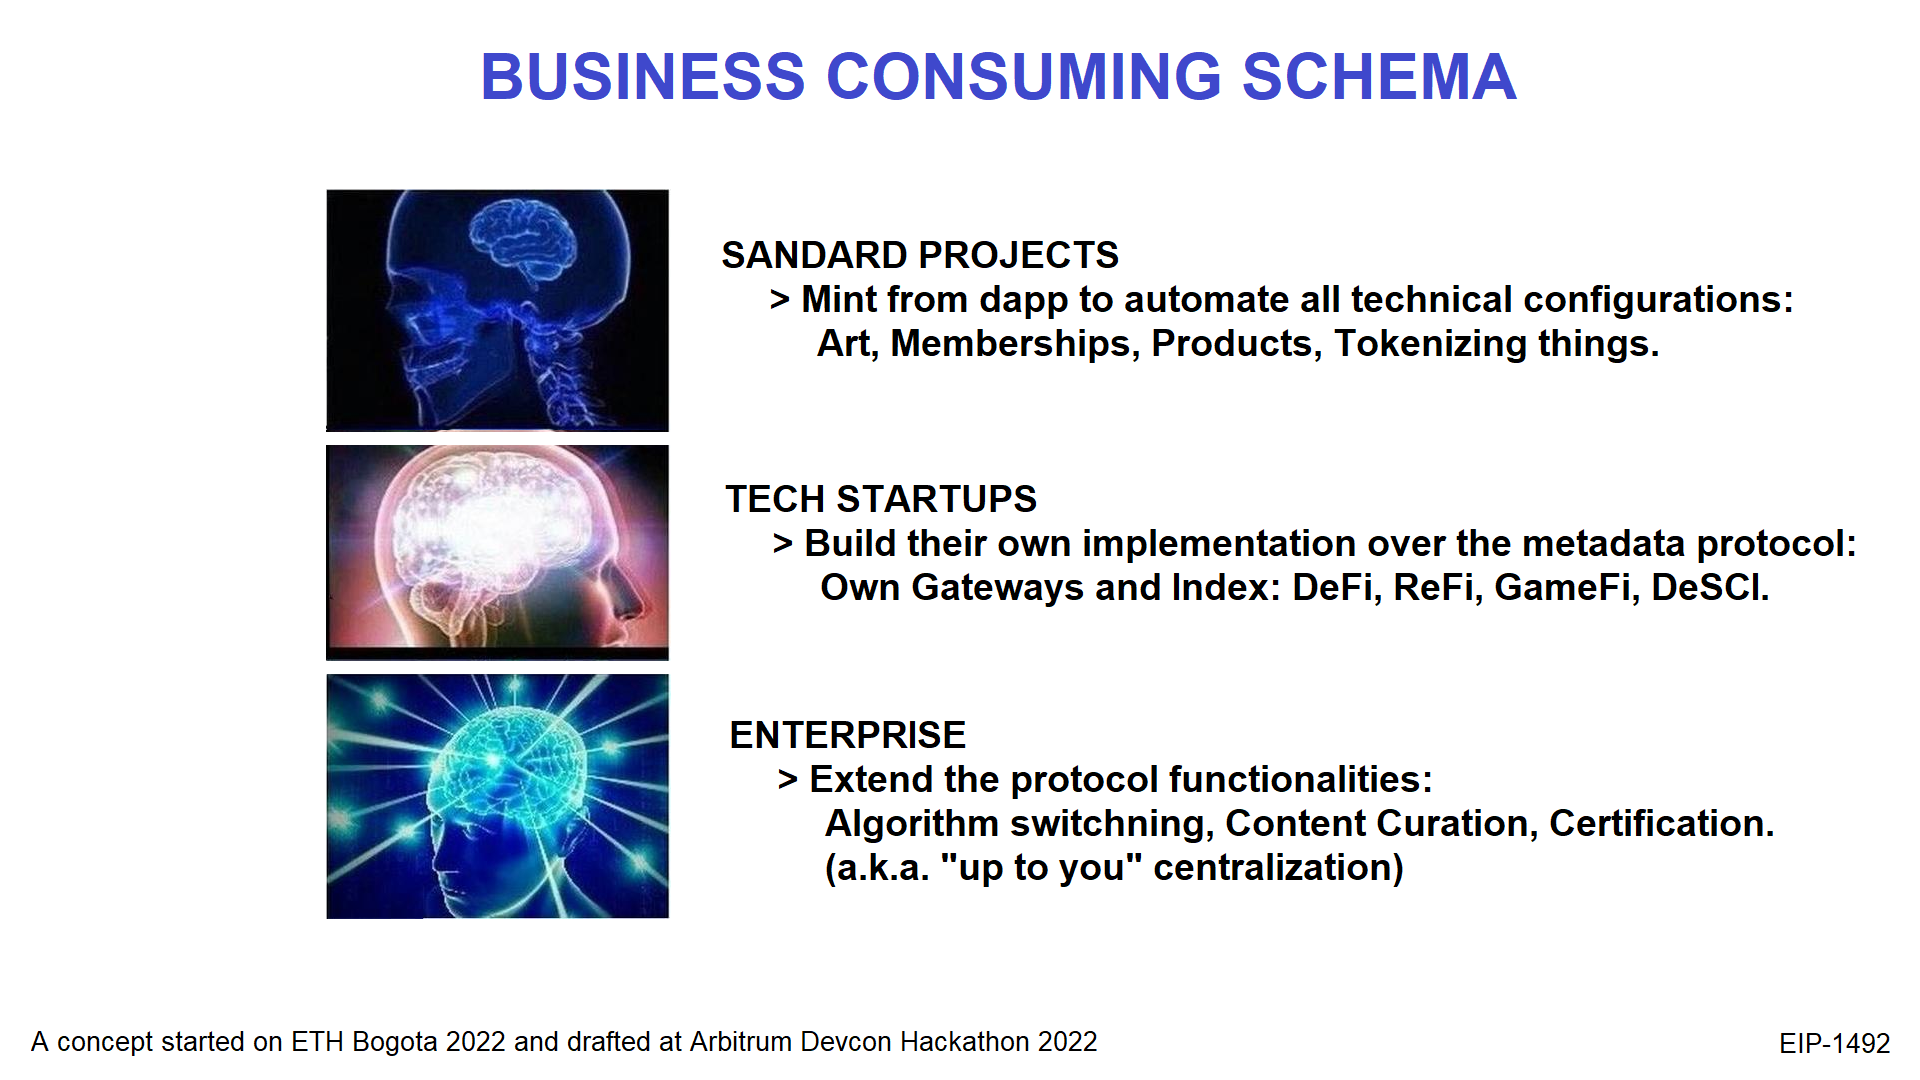 BUSINESS CONSUMING SCHEMA
SANDARD PROJECTS
> Mint from dapp to automate all technical configurations:
Art, Memberships, Products, Tokenizing things.
TECH STARTUPS
> Build their own implementation over the metadata protocol:
Own Gateways and Index: DeFi, ReFi, GameFi, DeSCI.
ENTERPRISE
> Extend the protocol functionalities:
Algorithm switchning, Content Curation, Certification.
(a.k.a. "up to you" centralization)
A concept started on ETH Bogota 2022 and drafted at Arbitrum Devcon Hackathon 2022
EIP-1492